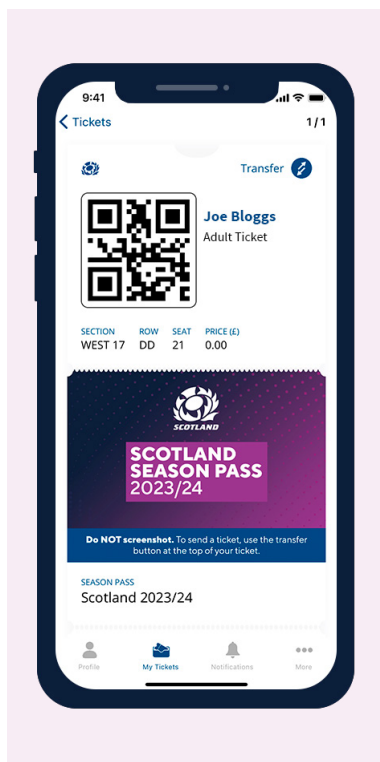 9:41
Tickets
1/1
Transfer
Joe Bloggs
Adult Ticket
SECTION ROW SEAT PRICE (£)
WEST 17 DD 21 0.00
SCOTLAND
SCOTLAND
SEASON PASS
2023/24
Do NOT screenshot. To send a ticket, use the transfer
button at the top of your ticket.
SEASON PASS
Scotland 2023/24
Profile My Tickets Notifications More